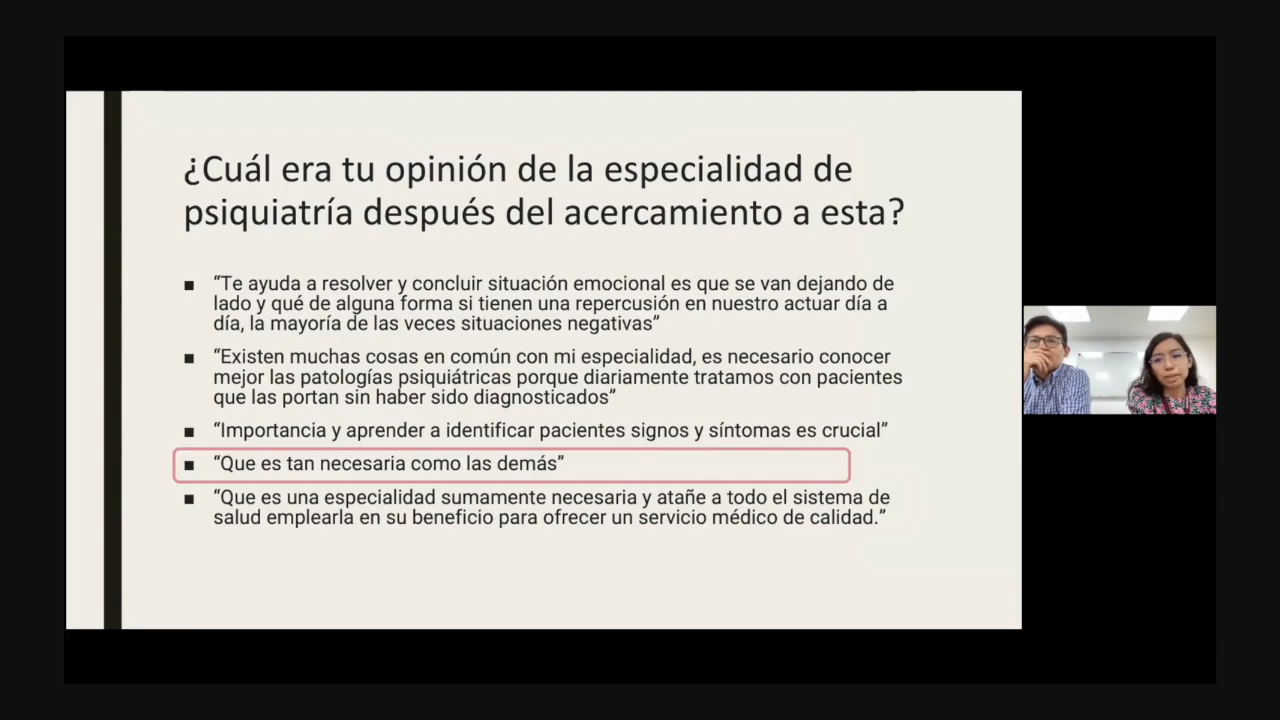 ¿Cuál era tu opinión de la especialidad de
psiquiatría después del acercamiento a esta?
■ “Te ayuda a resolver y concluir situación emocional es que se van dejando de
lado y qué de alguna forma si tienen una repercusión en nuestro actuar día a
día, la mayoría de las veces situaciones negativas”
■ “Existen muchas cosas en común con mi especialidad, es necesario conocer
mejor las patologías psiquiátricas porque diariamente tratamos con pacientes
que las portan sin haber sido diagnosticados”
■ “Importancia y aprender a identificar pacientes signos y síntomas es crucial”
■ “Que es tan necesaria como las demás”
■ “Que es una especialidad sumamente necesaria y atañe a todo el sistema de
salud emplearla en su beneficio para ofrecer un servicio médico de calidad.”